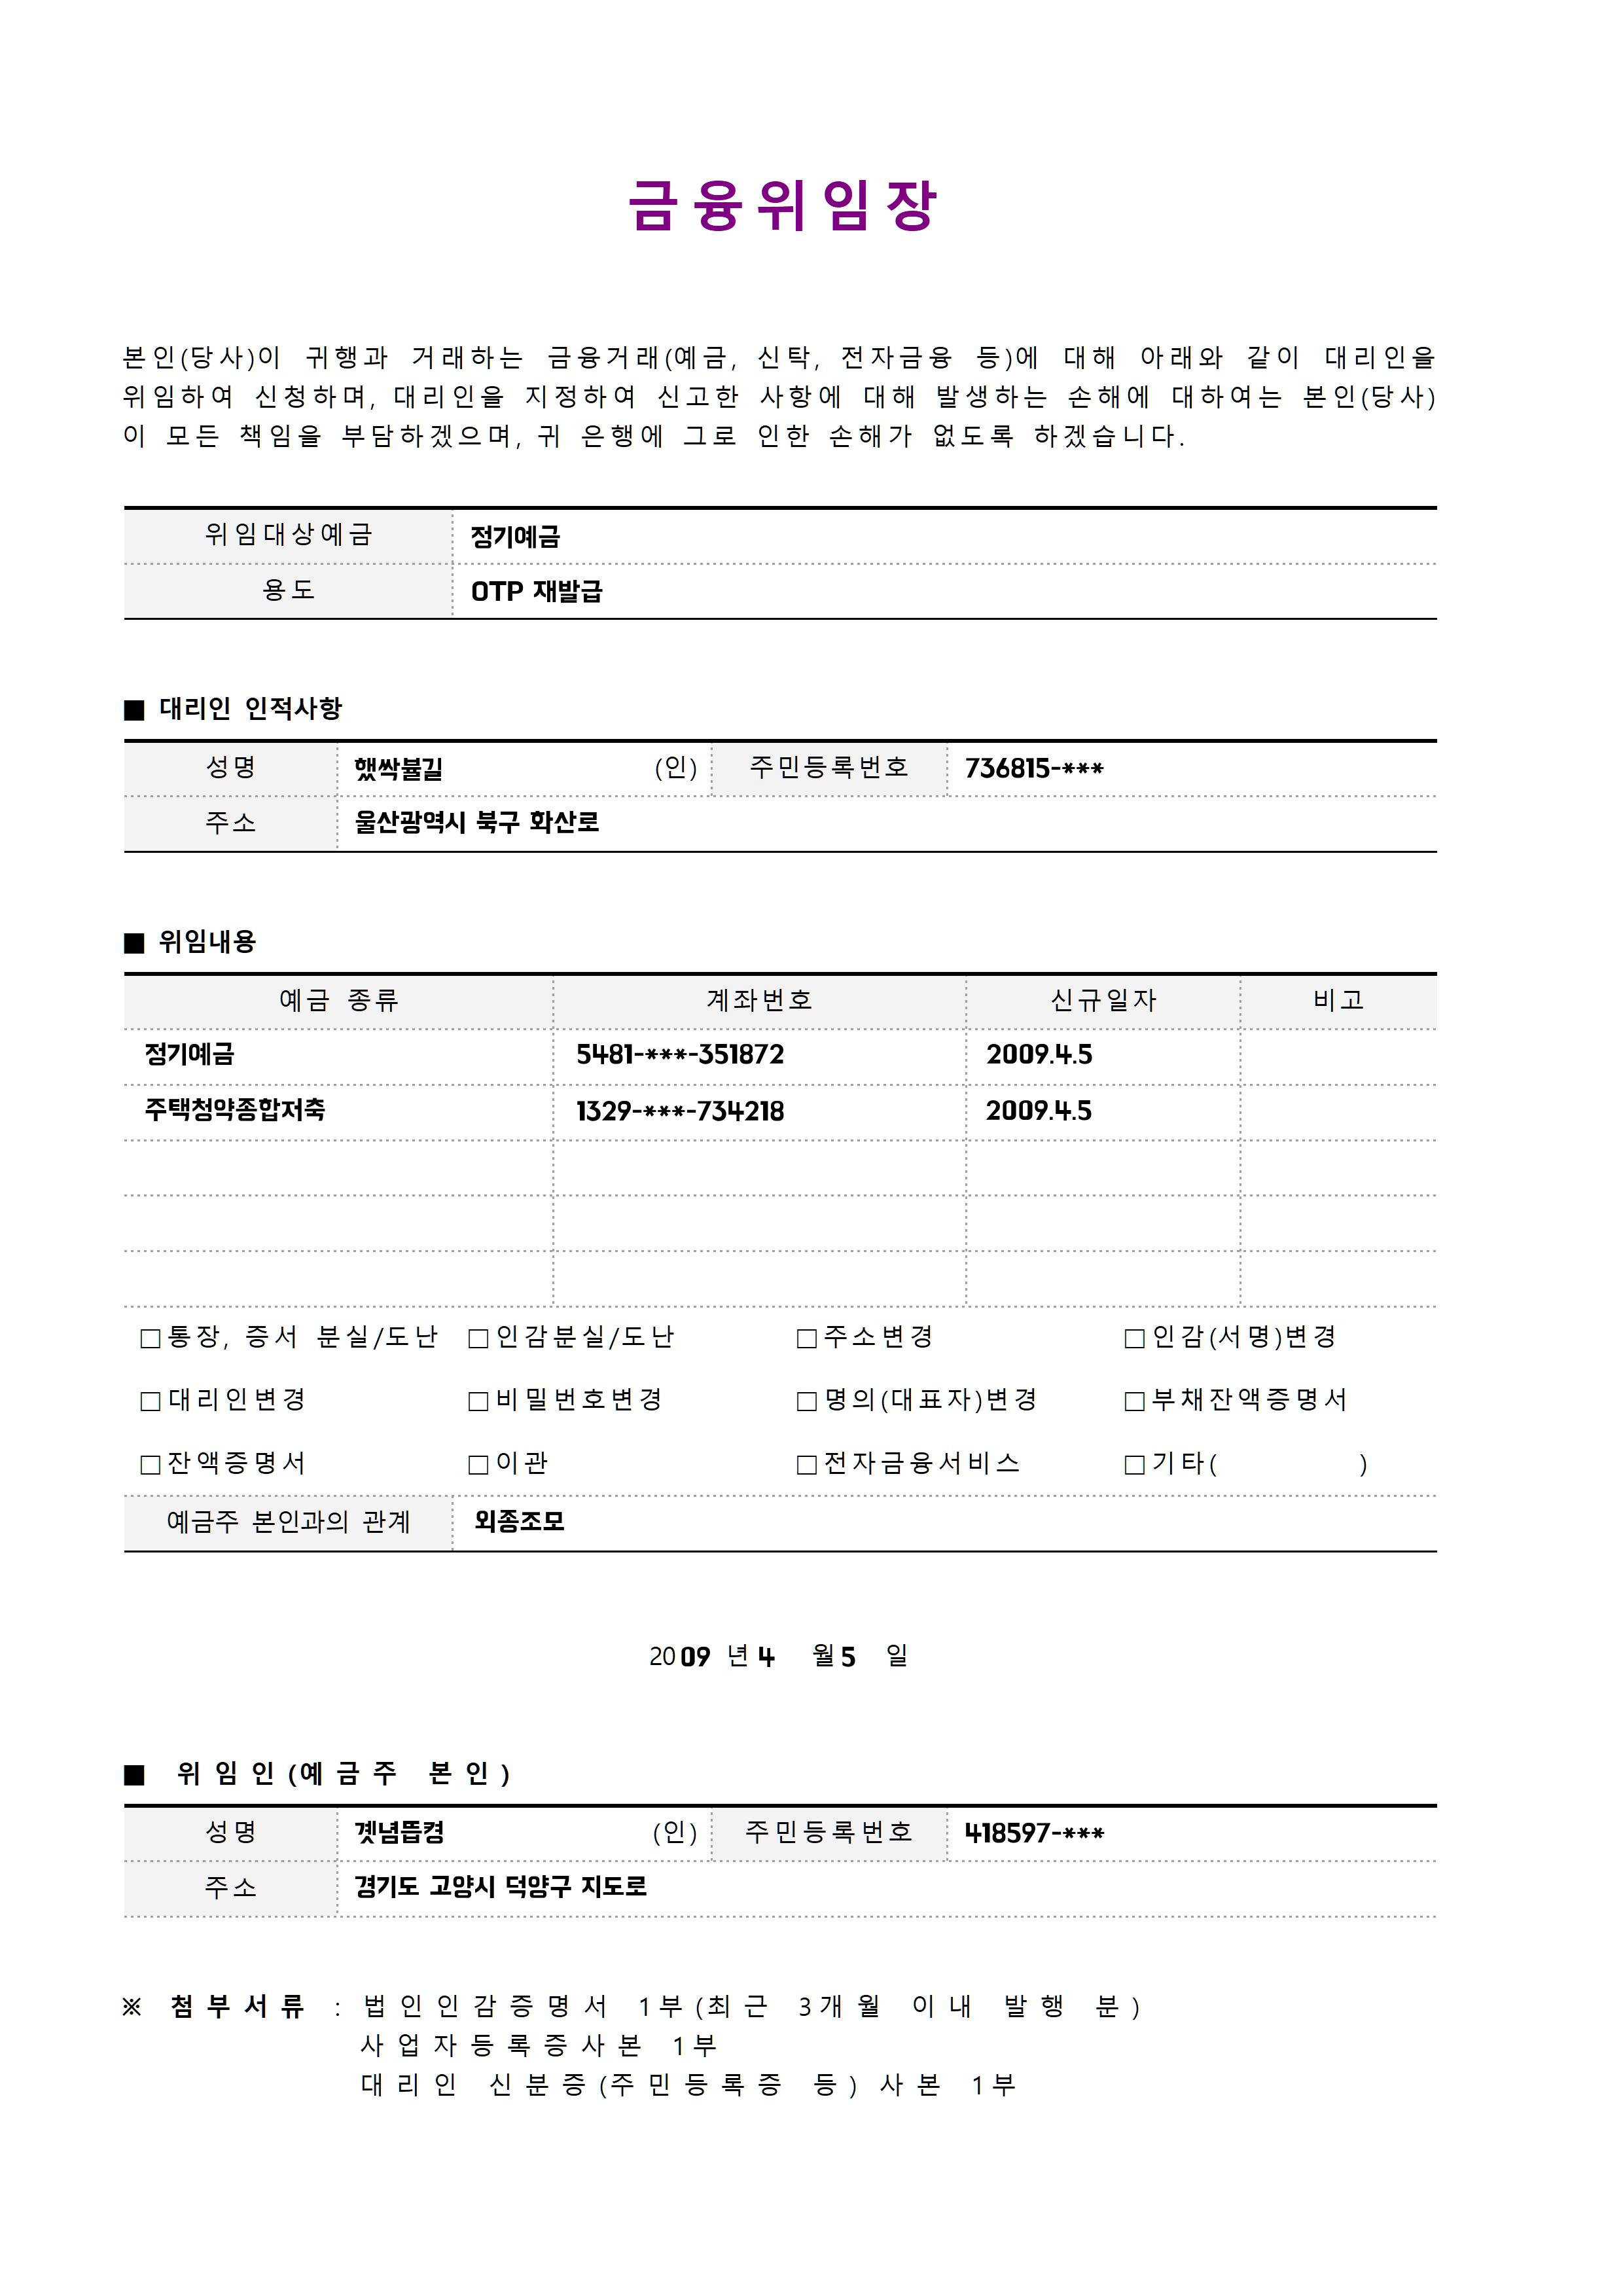 금융위임장
본인(당사)이 귀행과 거래하는 금융거래(예금, 신탁, 전자금융 등)에 대해 아래와 같이 대리인을
위임하여 신청하며, 대리인을 지정하여 신고한 사항에 대해 발생하는 손해에 대하여는 본인(당사)
이 모든 책임을 부담하겠으며, 귀 은행에 그로 인한 손해가 없도록 하겠습니다.
위임대상예금 정기예금
용도 OTP 재발급
■ 대리인 인적사항
성명 했싹뷸길 (인) 주민등록번호 736815-***
주소 울산광역시 북구 화산로
■ 위임내용
예금 종류 계좌번호 신규일자 비고
정기예금 5481-***-351872 2009.4.5
주택청약종합저축 1329-***-734218 2009.4.5
□통장, 증서 분실/도난 □인감분실/도난 □주소변경 □인감(서명)변경
□대리인변경 □비밀번호변경 □명의(대표자)변경 □부채잔액증명서
□잔액증명서 □이관 □전자금융서비스 □기타( )
예금주 본인과의 관계 외종조모
2009 년 4 월 5 일
■ 위임인(예금주 본인)
성명 곗념뜹켱 (인) 주민등록번호 418597-***
주소 경기도 고양시 덕양구 지도로
※ 첨부서류 : 법인인감증명서 1부(최근 3개월 이내 발행 분)
사업자등록증사본 1부
대리인 신분증(주민등록증 등) 사본 1부